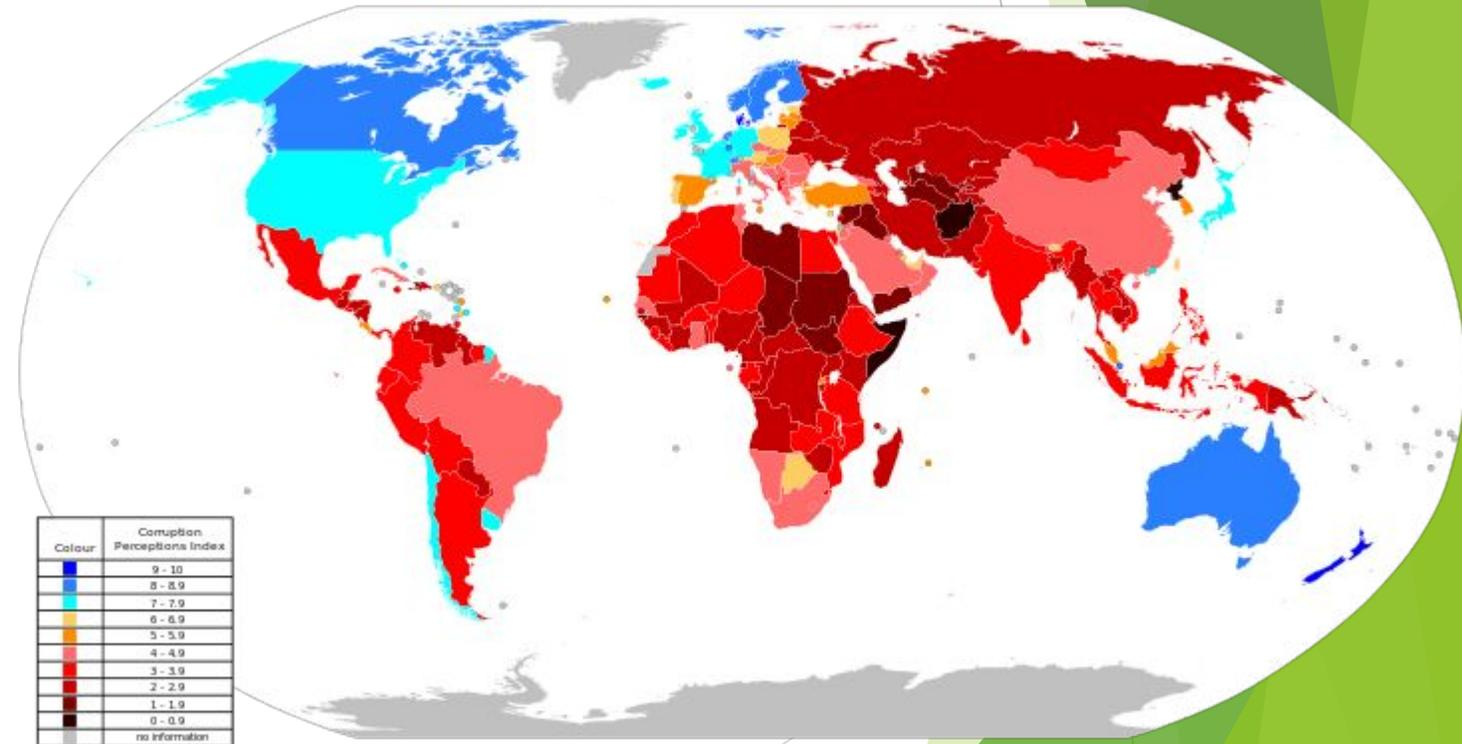 Colour Corruption Perceptions Index
9 - 10
8 - 8.9
7 - 7.9
6 - 6.9
5 - 5.9
4 - 4.9
3 - 3.9
2 - 2.9
1 - 1.9
0 - 0.9
no information